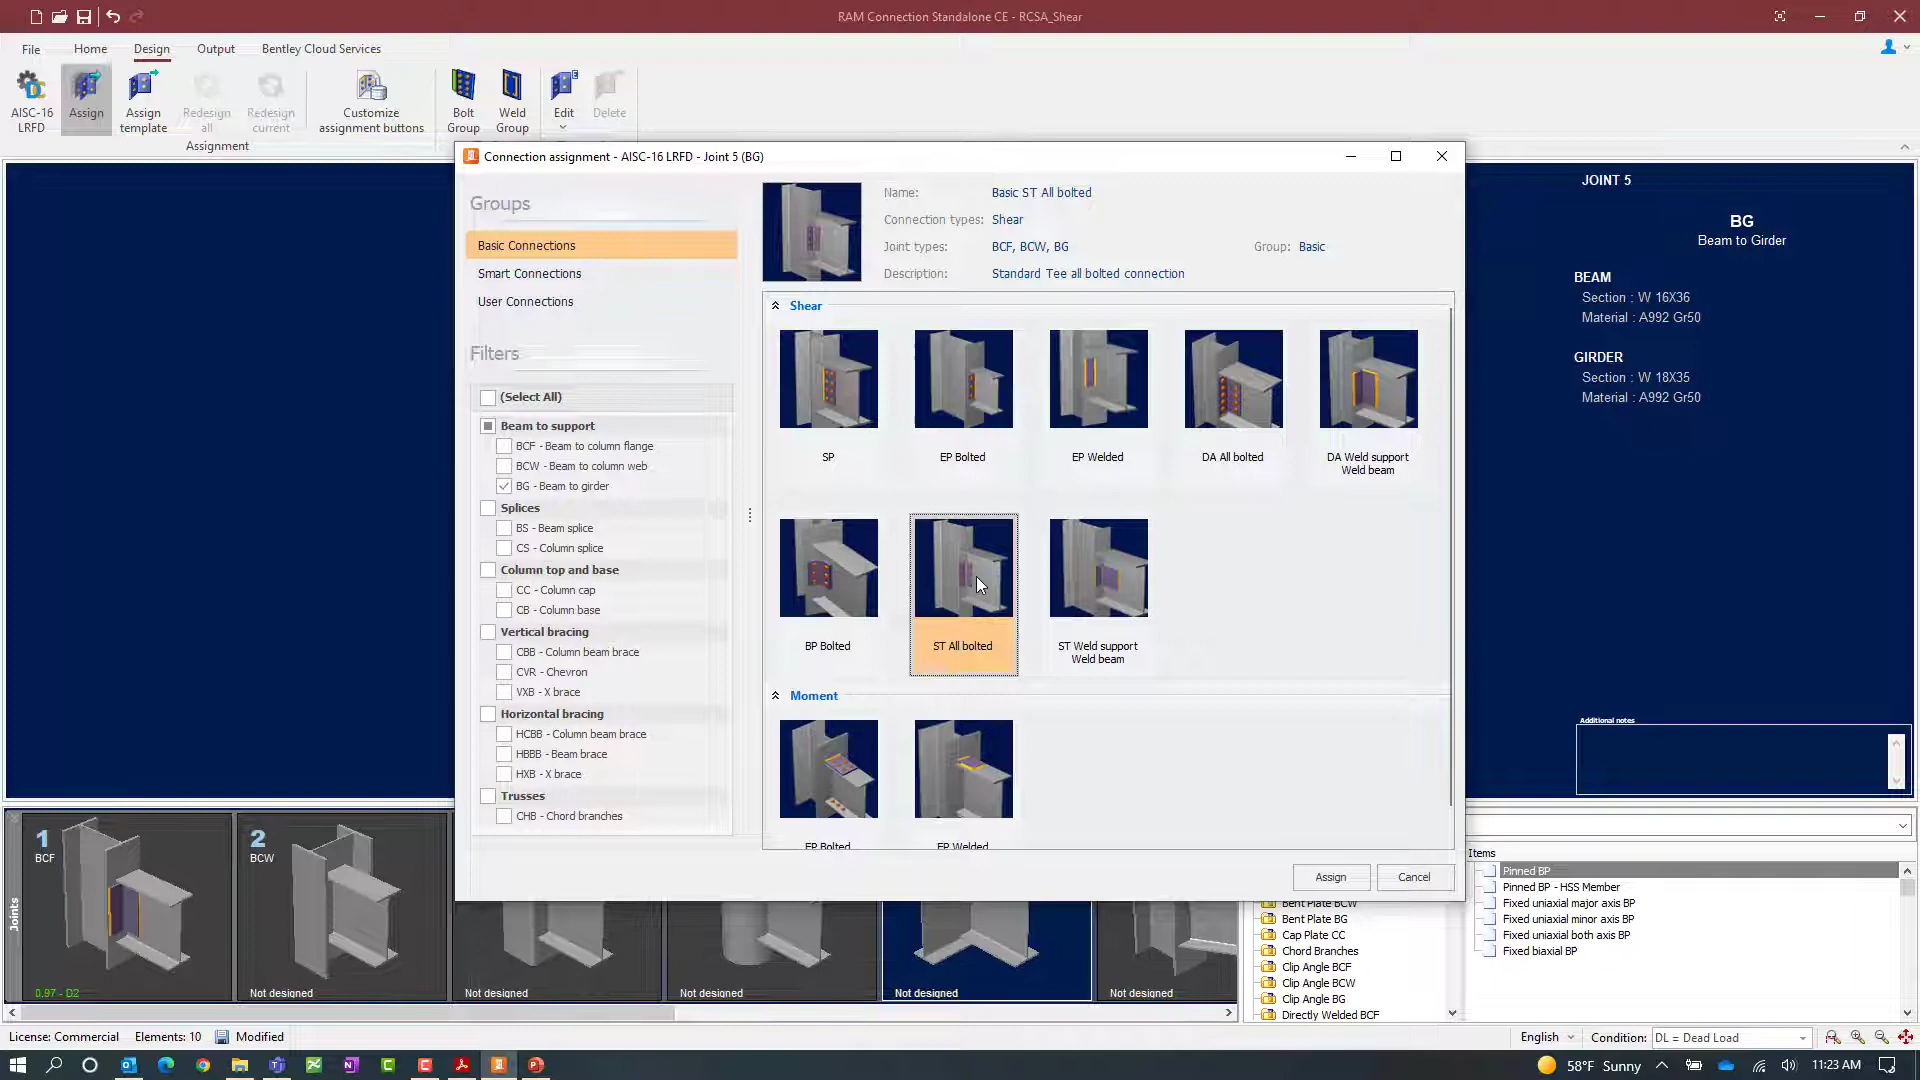 RAM Connection Standalone CE - RCSA_Shear
File
Home
Design
Output
Bentley Cloud Services
AISC-16
LRFD
Assign
Assign
template
Redesign
all
Redesign
current
Customize
assignment buttons
Bolt
Group
Weld
Group
Edit
Delete
Assignment
Connection assignment - AISC-16 LRFD - Joint 5 (BG)
Groups
Basic Connections
Smart Connections
User Connections
Filters
(Select All)
Beam to support
BCF - Beam to column flange
BCW - Beam to column web
BG - Beam to girder
Splices
BS - Beam splice
CS - Column splice
Column top and base
CC - Column cap
CB - Column base
Vertical bracing
CBB - Column beam brace
CVR - Chevron
VXB - X brace
Horizontal bracing
HCBB - Column beam brace
HBBB - Beam brace
HXB - X brace
Trusses
CHB - Chord branches
Name: Basic ST All bolted
Connection types: Shear
Joint types: BCF, BCW, BG
Group: Basic
Description: Standard Tee all bolted connection
Shear
SP
EP Bolted
EP Welded
DA All bolted
DA Weld support
Weld beam
BP Bolted
ST All bolted
ST Weld support
Weld beam
Moment
FP Bolted
FP Welded
Assign
Cancel
JOINT 5
BG
Beam to Girder
BEAM
Section : W 16X36
Material : A992 Gr50
GIRDER
Section : W 18X35
Material : A992 Gr50
Additional notes
Joints
1
BCF
0.97 - D2
2
BCW
Not designed
Not designed
Not designed
Not designed
Not designed
Bent Plate BCW
Bent Plate BG
Cap Plate CC
Chord Branches
Clip Angle BCF
Clip Angle BCW
Clip Angle BG
Directly Welded BCF
Items
Pinned BP
Pinned BP - HSS Member
Fixed uniaxial major axis BP
Fixed uniaxial minor axis BP
Fixed uniaxial both axis BP
Fixed biaxial BP
License: Commercial
Elements: 10
Modified
English
Condition:
DL = Dead Load
58°F Sunny
11:23 AM